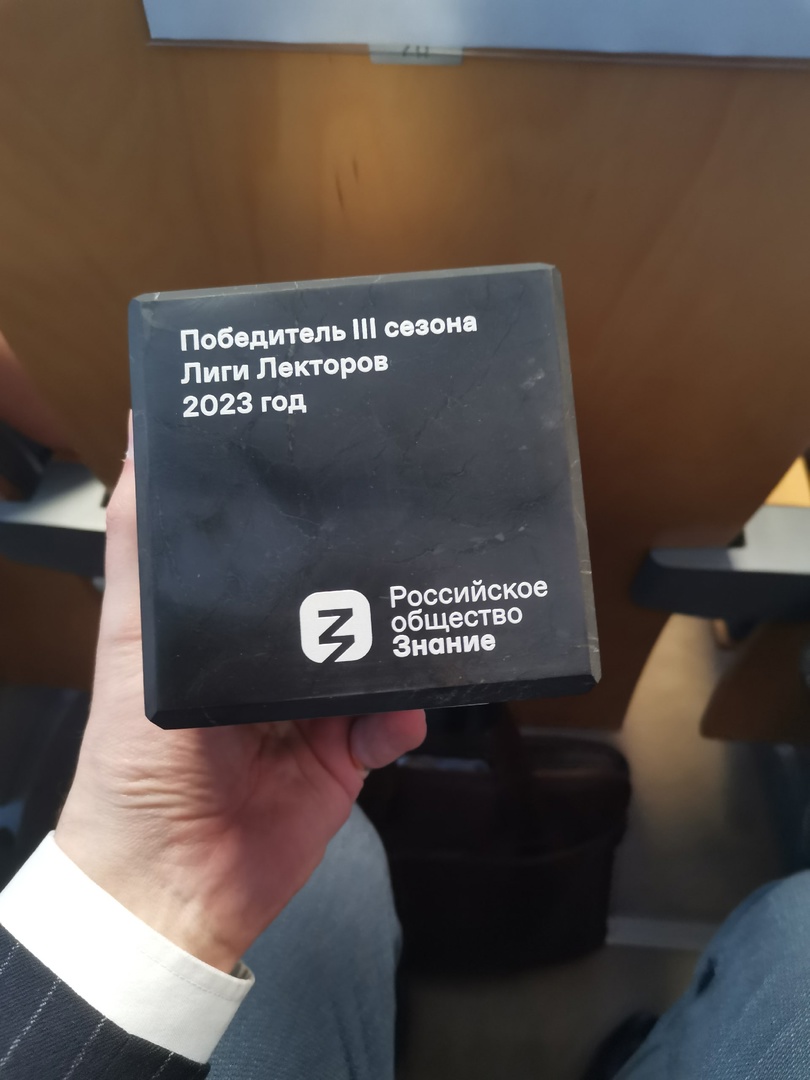 Победитель III сезона
Лиги Лекторов
2023 год
Российское
общество
Знание